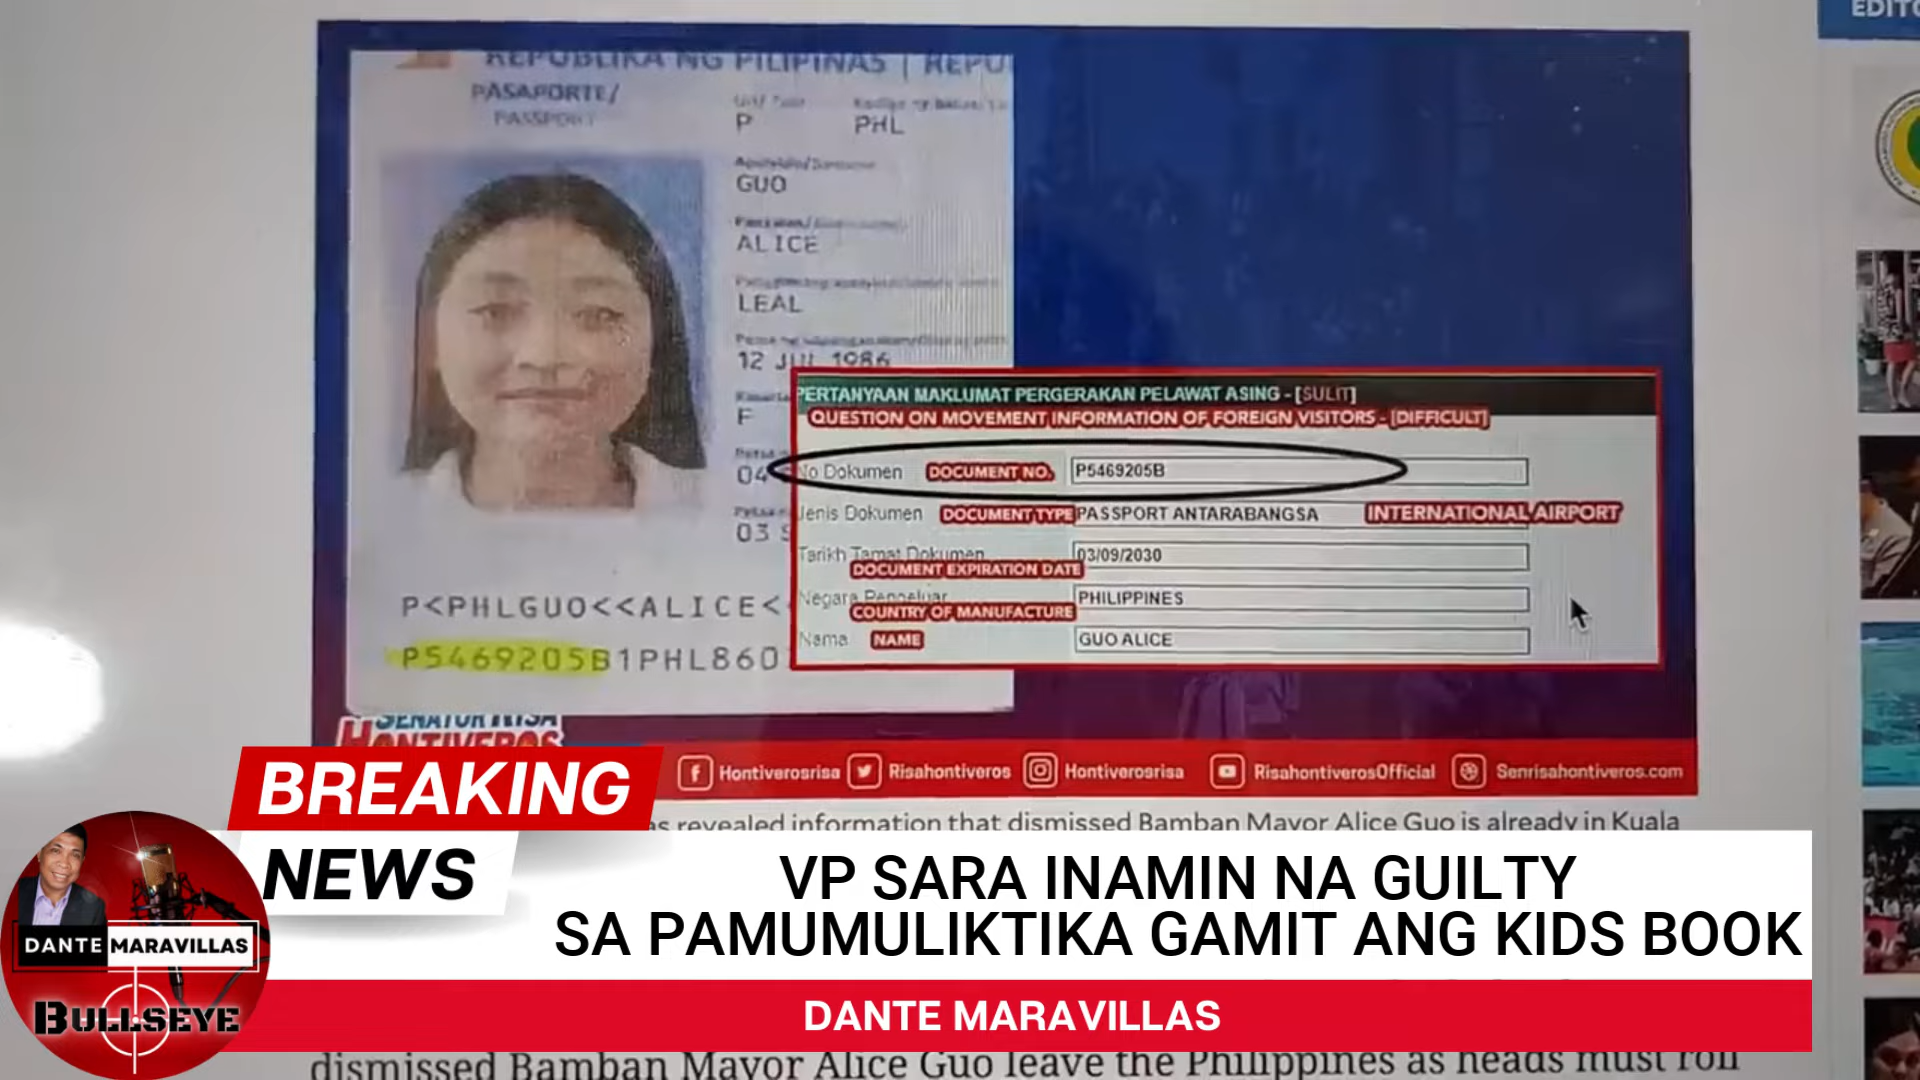 EDITO
REPUBLIKA NG PILIPINAS | REPU
PASAPORTE/
PASSPORT
P
PHL
GUO
ALICE
LEAL
12 JUL 1986
F
04
03 S
P<PHLGUO<<ALICE<
P5469205B1PHL860
PERTANYAAN MAKLUMAT PERGERAKAN PELAWAT ASING - [SULIT]
QUESTION ON MOVEMENT INFORMATION OF FOREIGN VISITORS - [DIFFICULT]
No Dokumen DOCUMENT NO. P5469205B
Jenis Dokumen DOCUMENT TYPE PASSPORT ANTARABANGSA INTERNATIONAL AIRPORT
Tarikh Tamat Dokumen 03/09/2030
DOCUMENT EXPIRATION DATE
Negara Pengeluar PHILIPPINES
COUNTRY OF MANUFACTURE
Nama NAME GUO ALICE
SENATOR RISA
HONTIVEROS
Hontiverosrisa Risahontiveros Hontiverosrisa RisahontiverosOfficial Senrisahontiveros.com
as revealed information that dismissed Bamban Mayor Alice Guo is already in Kuala
BREAKING
NEWS
VP SARA INAMIN NA GUILTY
SA PAMUMULIKTIKA GAMIT ANG KIDS BOOK
DANTE MARAVILLAS
DANTE MARAVILLAS
BULLSEYE
dismissed Bamban Mayor Alice Guo leave the Philippines as heads must roll